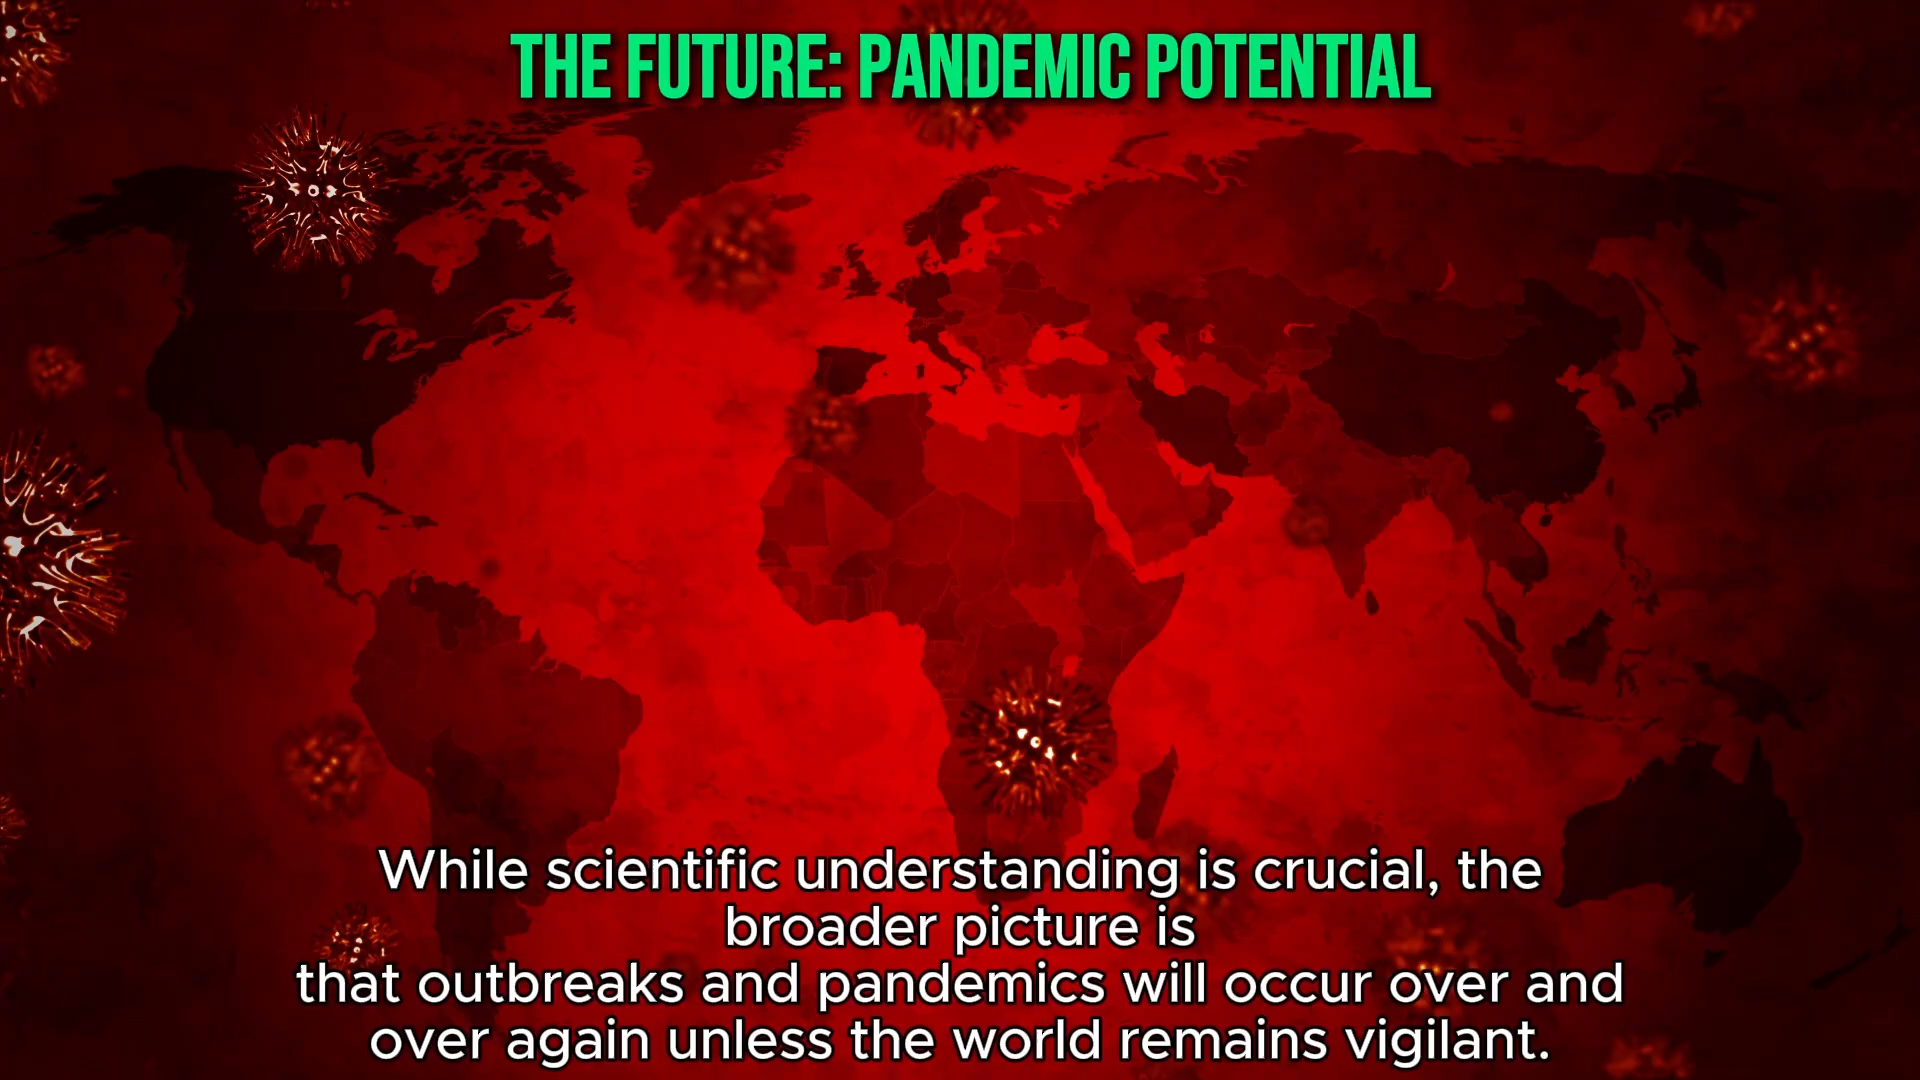 THE FUTURE: PANDEMIC POTENTIAL
While scientific understanding is crucial, the
broader picture is
that outbreaks and pandemics will occur over and
over again unless the world remains vigilant.